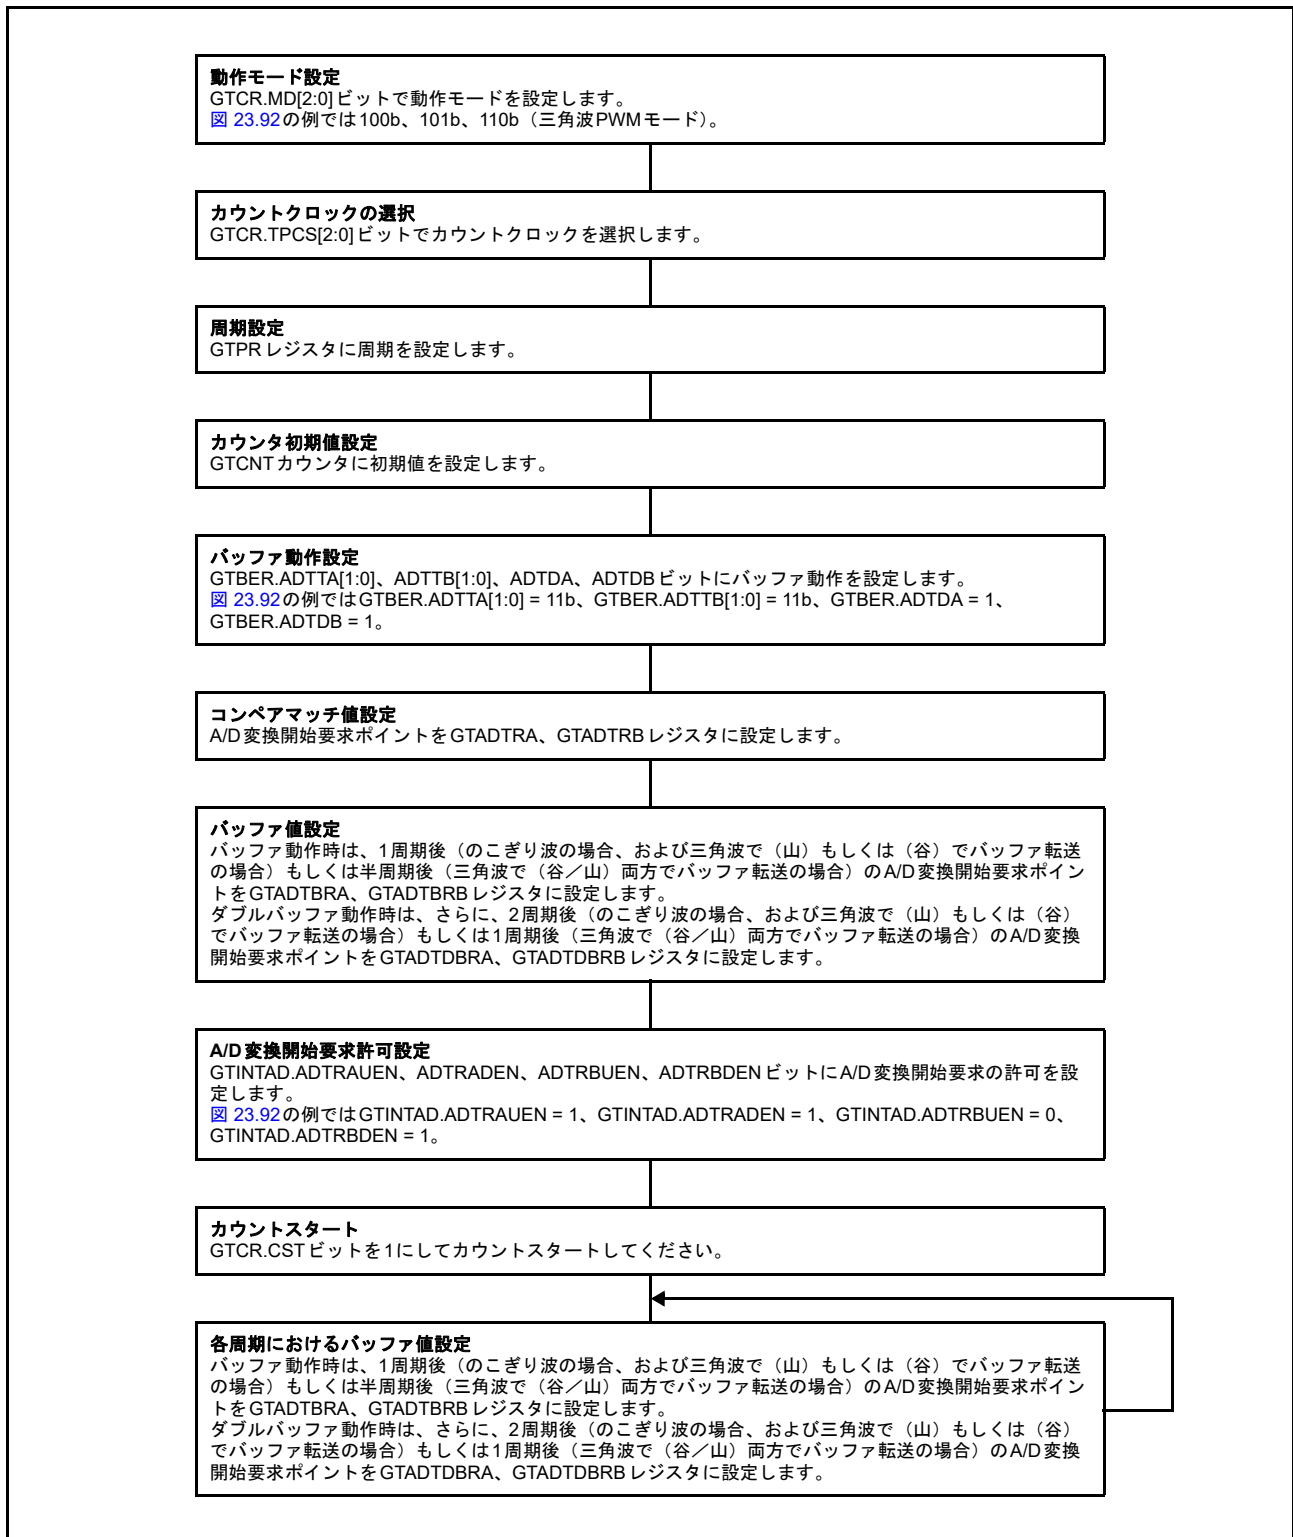 動作モード設定
GTCR.MD[2:0]ビットで動作モードを設定します。
図 23.92の例では100b、101b、110b（三角波PWMモード）。
カウントクロックの選択
GTCR.TPCS[2:0]ビットでカウントクロックを選択します。
周期設定
GTPRレジスタに周期を設定します。
カウンタ初期値設定
GTCNTカウンタに初期値を設定します。
バッファ動作設定
GTBER.ADTTA[1:0]、ADTTB[1:0]、ADTDA、ADTDBビットにバッファ動作を設定します。
図 23.92の例ではGTBER.ADTTA[1:0] = 11b、GTBER.ADTTB[1:0] = 11b、GTBER.ADTDA = 1、
GTBER.ADTDB = 1。
コンペアマッチ値設定
A/D変換開始要求ポイントをGTADTRA、GTADTRBレジスタに設定します。
バッファ値設定
バッファ動作時は、1周期後（のこぎり波の場合、および三角波で（山）もしくは（谷）でバッファ転送
の場合）もしくは半周期後（三角波で（谷／山）両方でバッファ転送の場合）のA/D変換開始要求ポイン
トをGTADTBRA、GTADTBRBレジスタに設定します。
ダブルバッファ動作時は、さらに、2周期後（のこぎり波の場合、および三角波で（山）もしくは（谷）
でバッファ転送の場合）もしくは1周期後（三角波で（谷／山）両方でバッファ転送の場合）のA/D変換
開始要求ポイントをGTADTDBRA、GTADTDBRBレジスタに設定します。
A/D変換開始要求許可設定
GTINTAD.ADTRAUEN、ADTRADEN、ADTRBUEN、ADTRBDENビットにA/D変換開始要求の許可を設
定します。
図 23.92の例ではGTINTAD.ADTRAUEN = 1、GTINTAD.ADTRADEN = 1、GTINTAD.ADTRBUEN = 0、
GTINTAD.ADTRBDEN = 1。
カウントスタート
GTCR.CSTビットを1にしてカウントスタートしてください。
各周期におけるバッファ値設定
バッファ動作時は、1周期後（のこぎり波の場合、および三角波で（山）もしくは（谷）でバッファ転送
の場合）もしくは半周期後（三角波で（谷／山）両方でバッファ転送の場合）のA/D変換開始要求ポイン
トをGTADTBRA、GTADTBRBレジスタに設定します。
ダブルバッファ動作時は、さらに、2周期後（のこぎり波の場合、および三角波で（山）もしくは（谷）
でバッファ転送の場合）もしくは1周期後（三角波で（谷／山）両方でバッファ転送の場合）のA/D変換
開始要求ポイントをGTADTDBRA、GTADTDBRBレジスタに設定します。